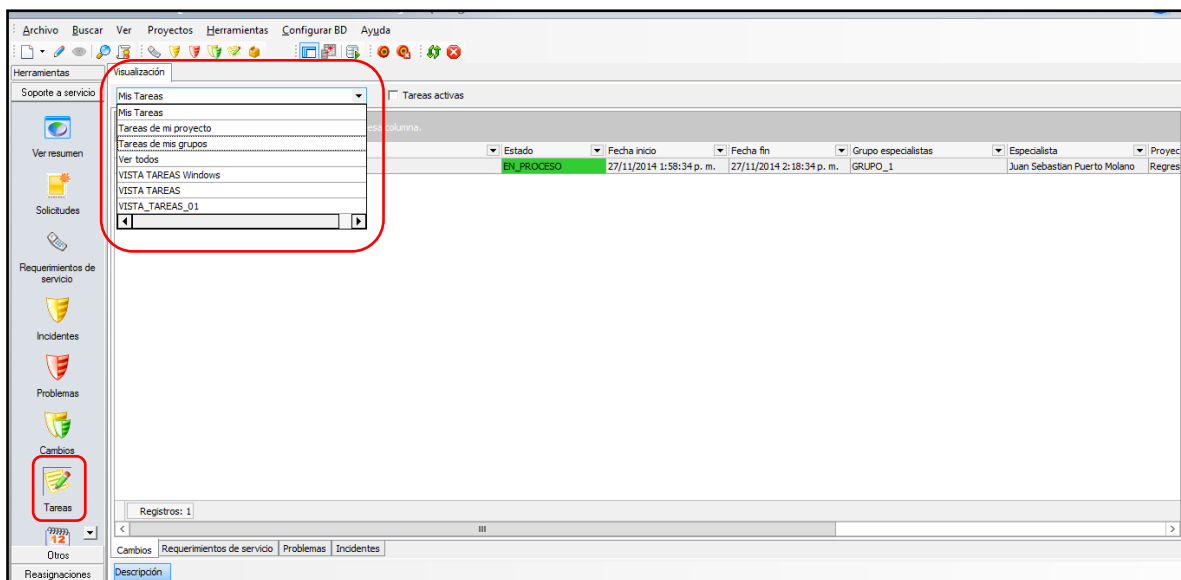 Archivo Buscar Ver Proyectos Herramientas Configurar BD Ayuda
Herramientas
Visualización
Soporte a servicio
Mis Tareas
Tareas activas
Mis Tareas
Tareas de mi proyecto
esa columna.
Tareas de mis grupos
Ver todos
VISTA TAREAS Windows
VISTA TAREAS
VISTA_TAREAS_01
Estado Fecha inicio Fecha fin Grupo especialistas Especialista Proyec
EN_PROCESO 27/11/2014 1:58:34 p. m. 27/11/2014 2:18:34 p. m. GRUPO_1 Juan Sebastian Puerto Molano Regres
Ver resumen
Solicitudes
Requerimientos de
servicio
Incidentes
Problemas
Cambios
Tareas
12
Otros
Reasignaciones
Registros: 1
Cambios Requerimientos de servicio Problemas Incidentes
Descripción